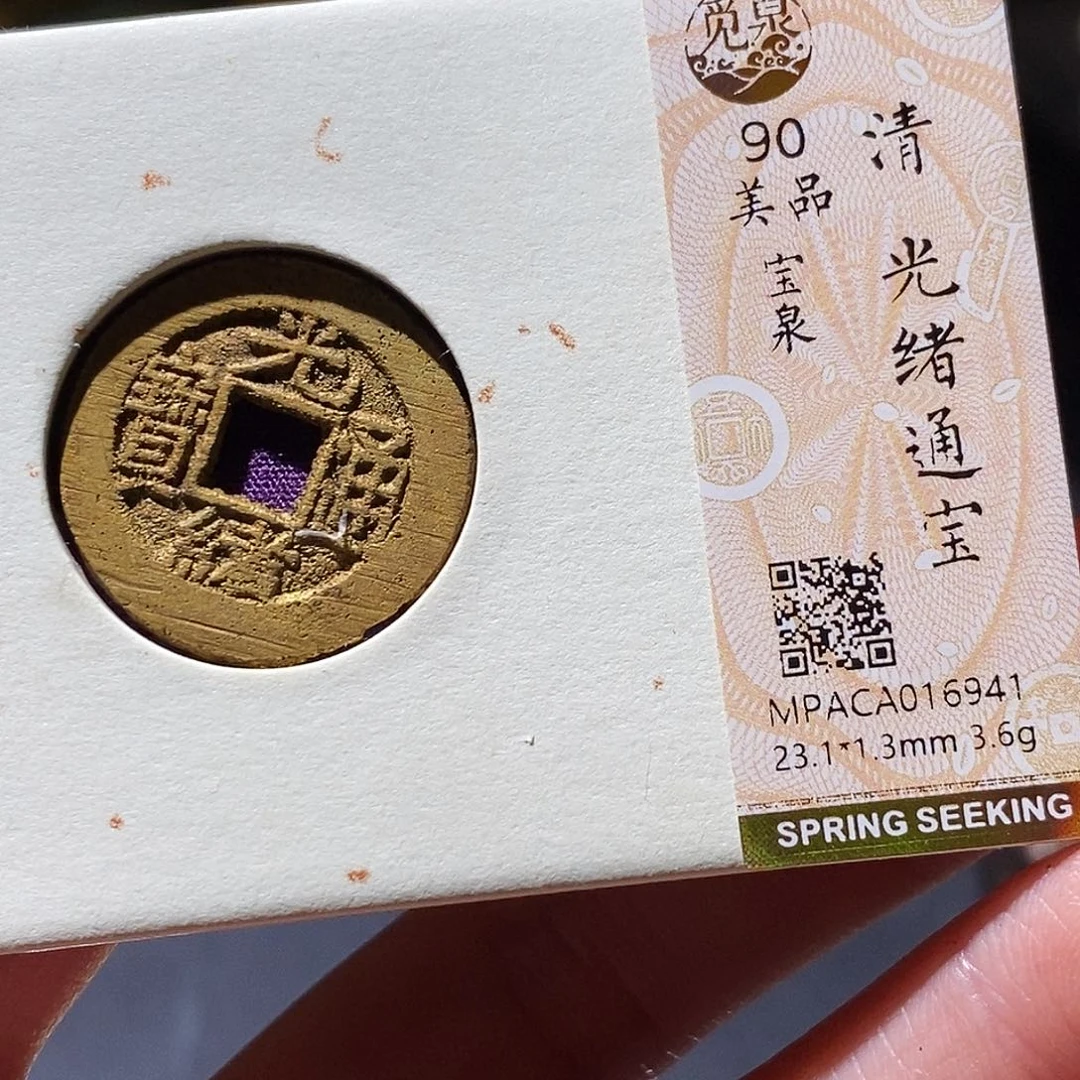 觅泉
90
美品
宝泉
清 光绪通宝
MPACA016941
23.1*1.3mm 3.6g
SPRING SEEKING
光緒通寶